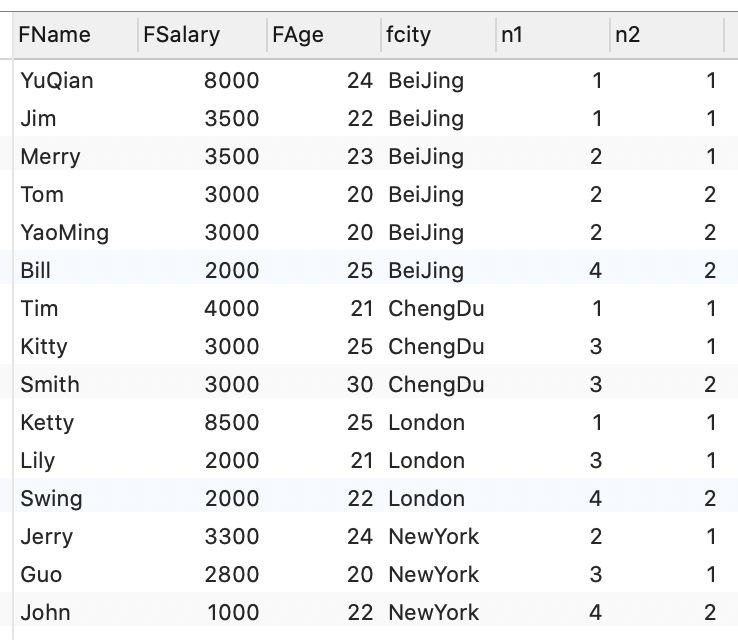 FName FSalary FAge fcity n1 n2
YuQian 8000 24 BeiJing 1 1
Jim 3500 22 BeiJing 1 1
Merry 3500 23 BeiJing 2 1
Tom 3000 20 BeiJing 2 2
YaoMing 3000 20 BeiJing 2 2
Bill 2000 25 BeiJing 4 2
Tim 4000 21 ChengDu 1 1
Kitty 3000 25 ChengDu 3 1
Smith 3000 30 ChengDu 3 2
Ketty 8500 25 London 1 1
Lily 2000 21 London 3 1
Swing 2000 22 London 4 2
Jerry 3300 24 NewYork 2 1
Guo 2800 20 NewYork 3 1
John 1000 22 NewYork 4 2